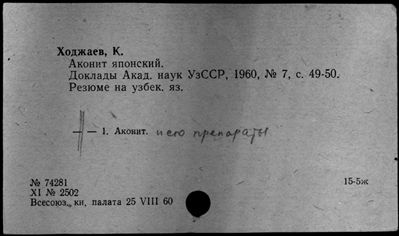 Ходжаев, К.
Аконит японский.
Доклады Акад. наук УзССР, 1960, № 7, с. 49-50.
Резюме на узбек. яз.
— 1. Аконит. и его препараты
№ 74281
15-5ж
XI № 2502
Всесоюз. кн. палата 25 VIII 60